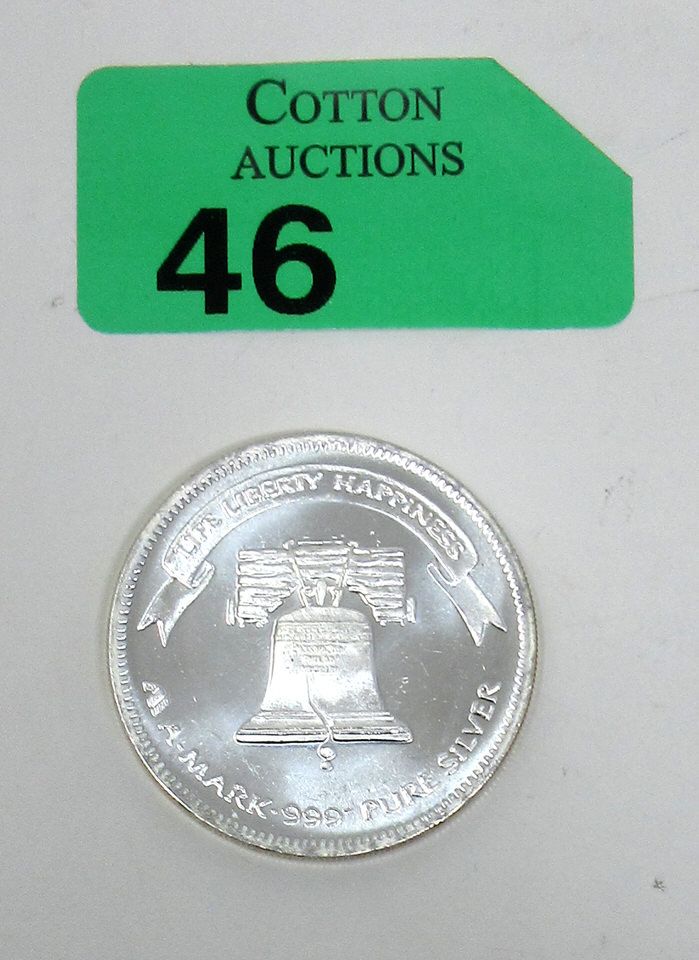 COTTON
AUCTIONS
46
LIFE LIBERTY HAPPINESS
A-MARK-999+ PURE SILVER